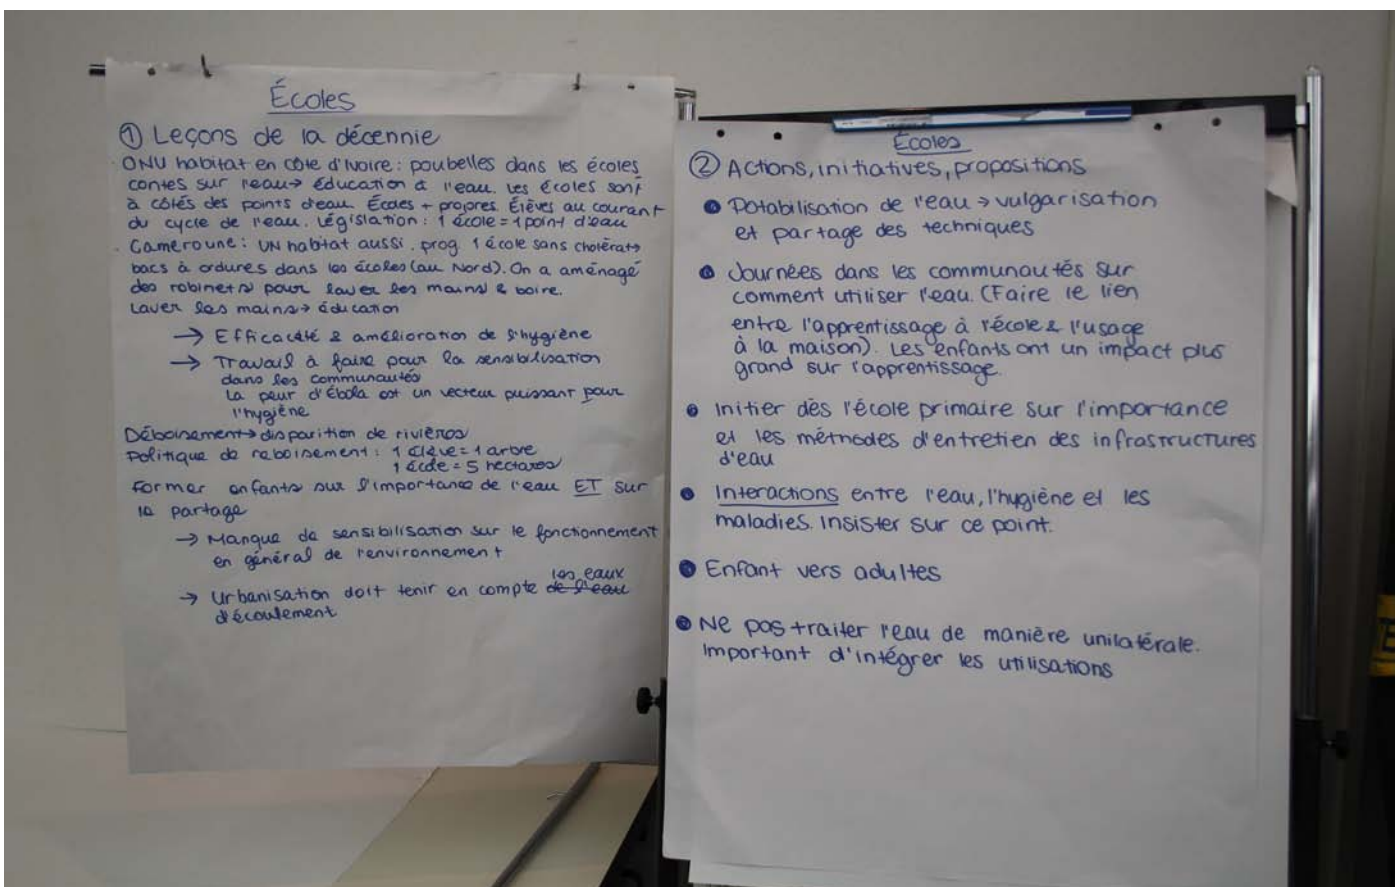 Écoles
① Leçons de la décennie
. ONU habitat en côte d'Ivoire : poubelles dans les écoles
contes sur l'eau → éducation à l'eau. Les écoles sont
à côtés des points d'eau. Écoles + propres. Élèves au courant
du cycle de l'eau. Législation : 1 école = 1 point d'eau
. Cameroune : UN habitat aussi. prog. 1 école sans choléra →
bacs à ordures dans les écoles (au Nord). On a aménagé
des robinets pour laver les mains & boire.
Laver les mains → éducation
→ Efficacité & amélioration de l'hygiène
→ Travail à faire pour la sensibilisation
dans les communautés
La peur d'Ébola est un vecteur puissant pour
l'hygiène
Déboisement → disparition de rivières
Politique de reboisement : 1 élève = 1 arbre
1 école = 5 hectares
Former enfants sur l'importance de l'eau ET sur
le partage
→ Manque de sensibilisation sur le fonctionnement
en général de l'environnement
les eaux
→ Urbanisation doit tenir en compte de l'eau
d'écoulement
Écoles
② Actions, initiatives, propositions
• Potabilisation de l'eau → vulgarisation
et partage des techniques
• Journées dans les communautés sur
comment utiliser l'eau. (Faire le lien
entre l'apprentissage à l'école & l'usage
à la maison). Les enfants ont un impact plus
grand sur l'apprentissage.
• Initier dès l'école primaire sur l'importance
et les méthodes d'entretien des infrastructures
d'eau
• Interactions entre l'eau, l'hygiène et les
maladies. Insister sur ce point.
• Enfant vers adultes
• Ne pas traiter l'eau de manière unilatérale.
Important d'intégrer les utilisations